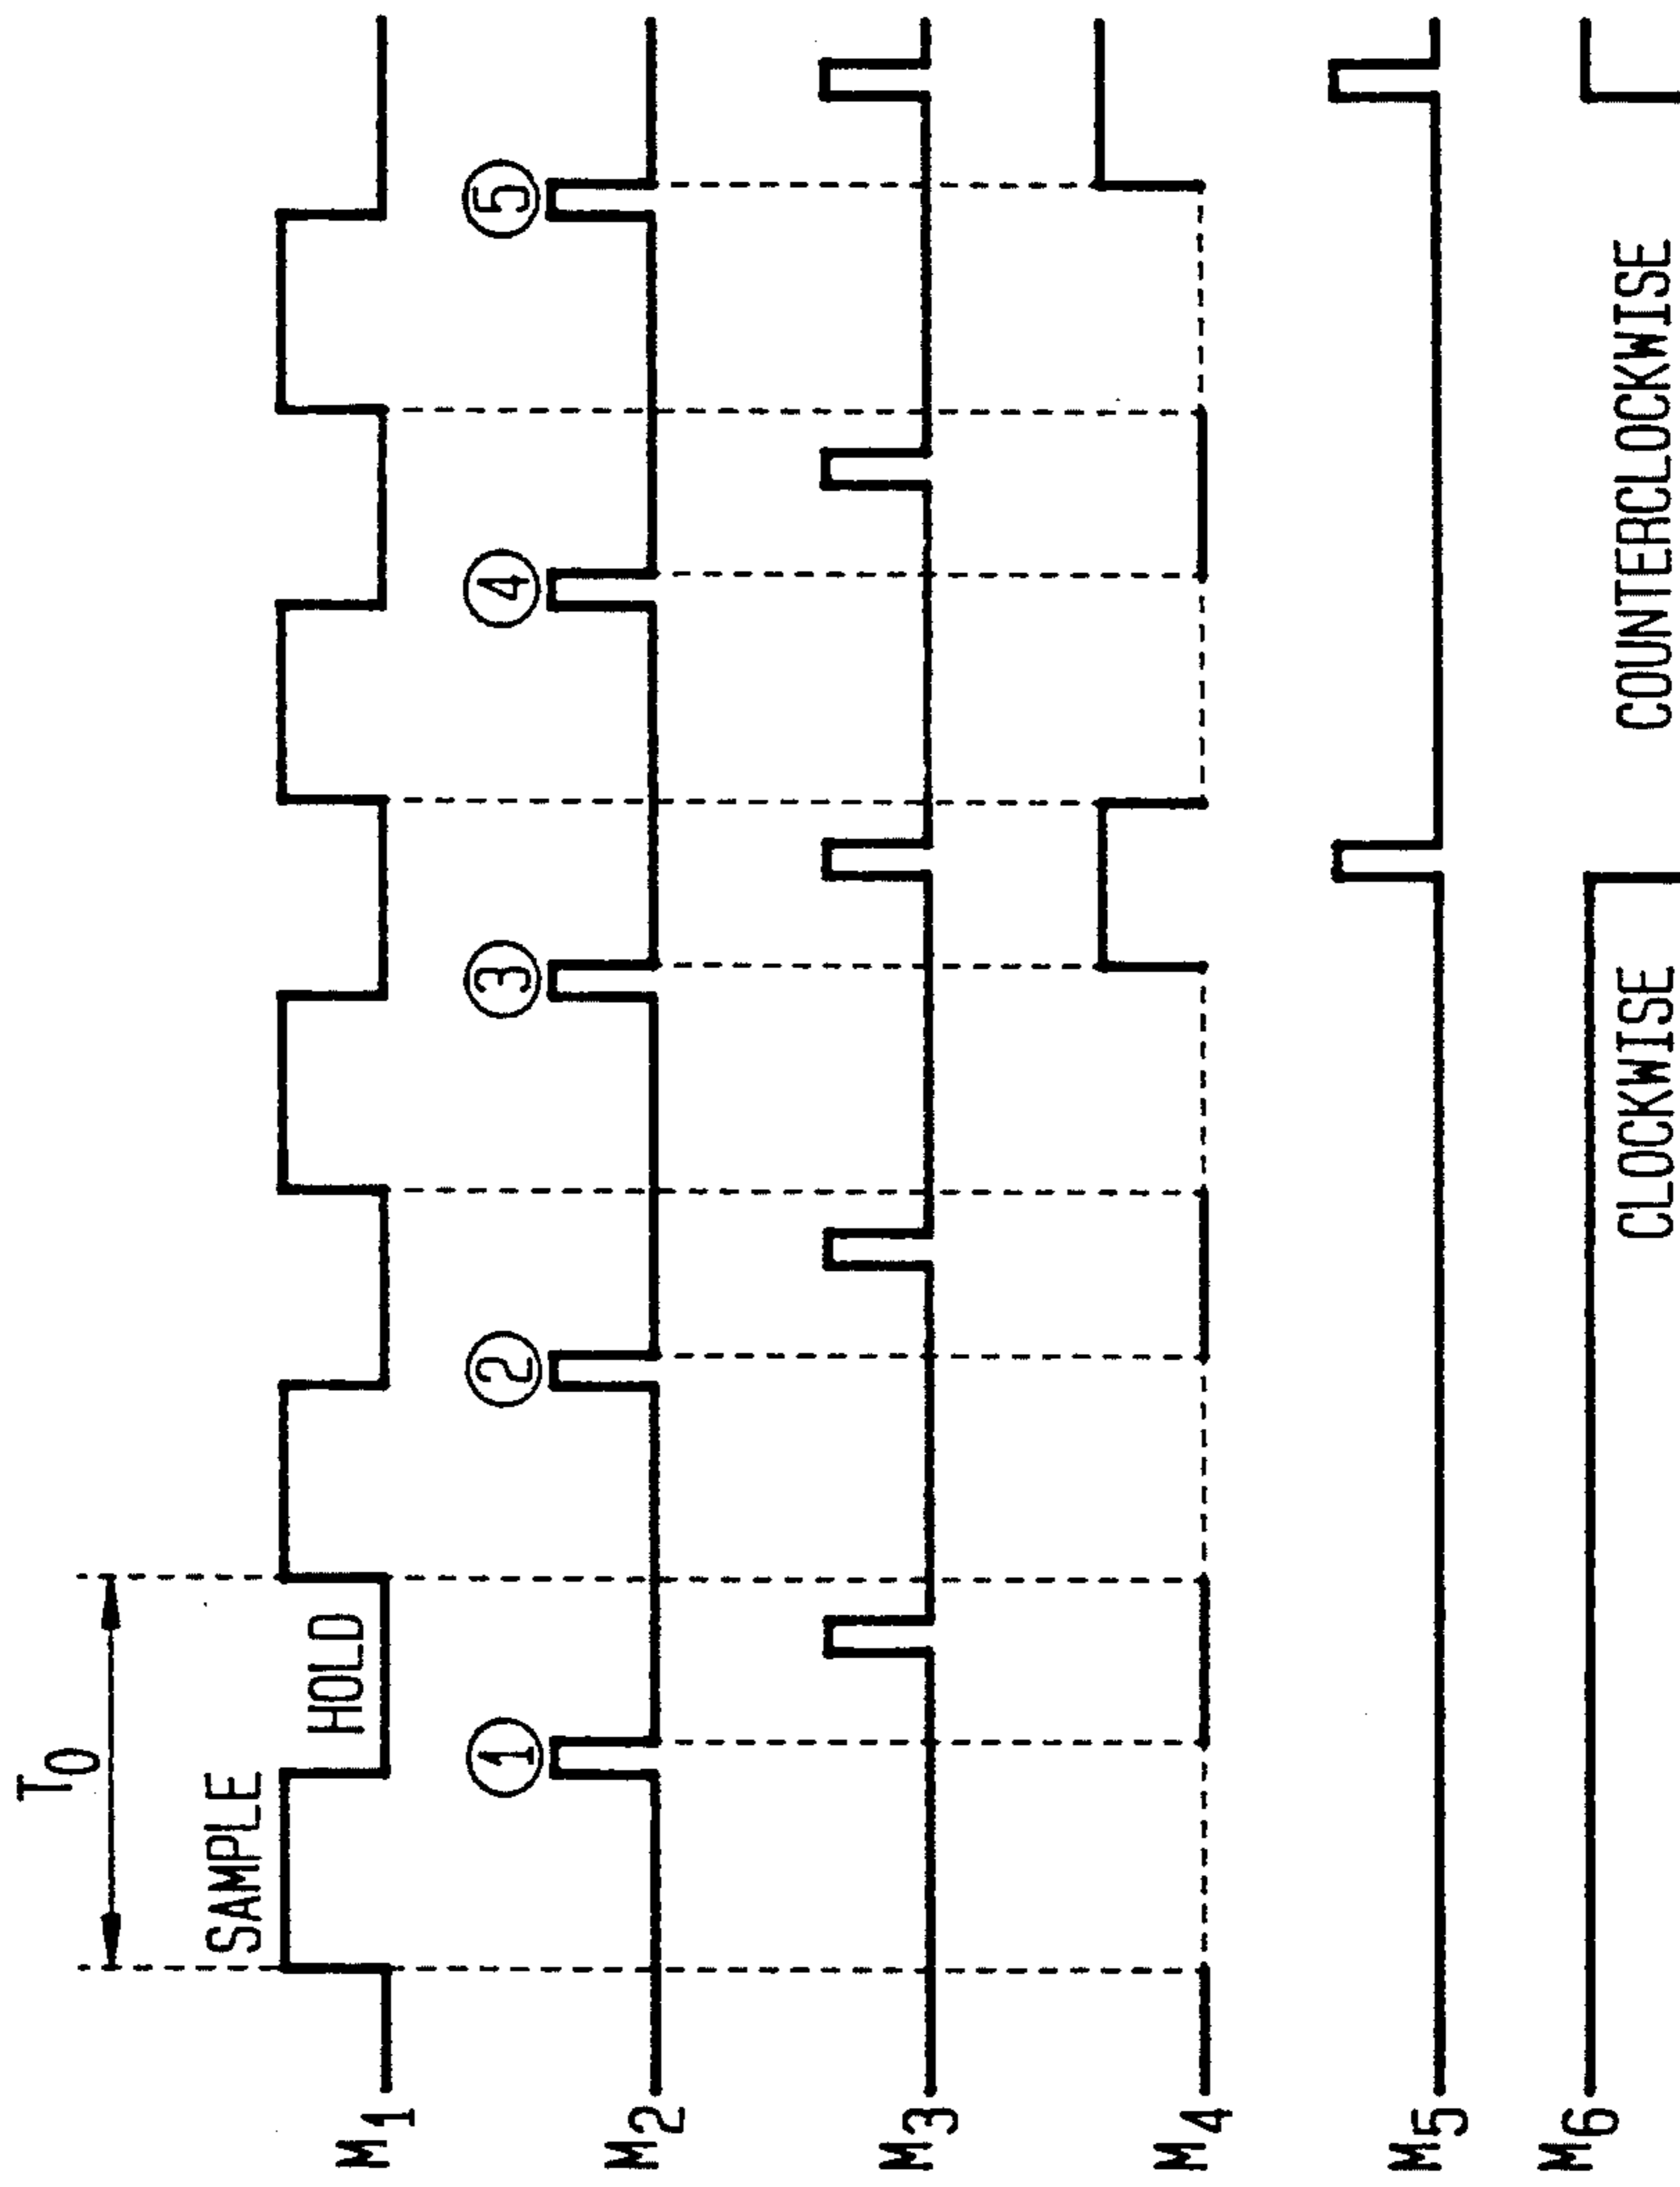 T0
SAMPLE
HOLD
M1
① ② ③ ④ ⑤
M2
M3
M4
M5
M6
CLOCKWISE COUNTERCLOCKWISE